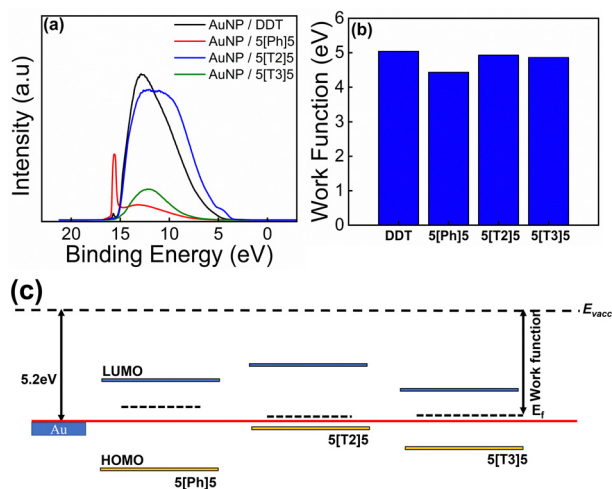 (a)
AuNP / DDT
AuNP / 5[Ph]5
AuNP / 5[T2]5
AuNP / 5[T3]5
Intensity (a.u)
20 15 10 5 0
Binding Energy (eV)
(b)
6
5
4
3
2
1
0
Work Function (eV)
DDT 5[Ph]5 5[T2]5 5[T3]5
(c)
Evacc
5.2eV
LUMO
Work function
Ef
Au
HOMO
5[Ph]5
5[T2]5
5[T3]5